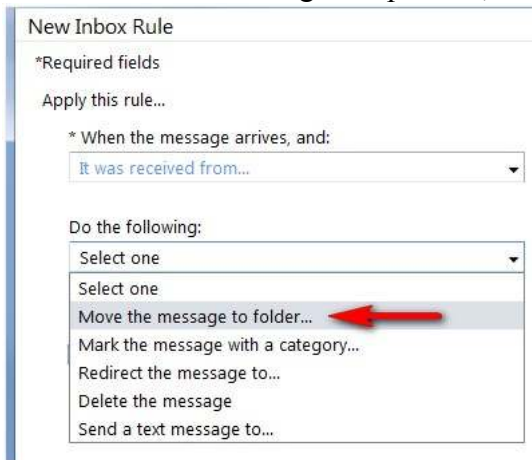 New Inbox Rule
*Required fields
Apply this rule...
* When the message arrives, and:
It was received from...
Do the following:
Select one
Select one
Move the message to folder...
Mark the message with a category...
Redirect the message to...
Delete the message
Send a text message to...